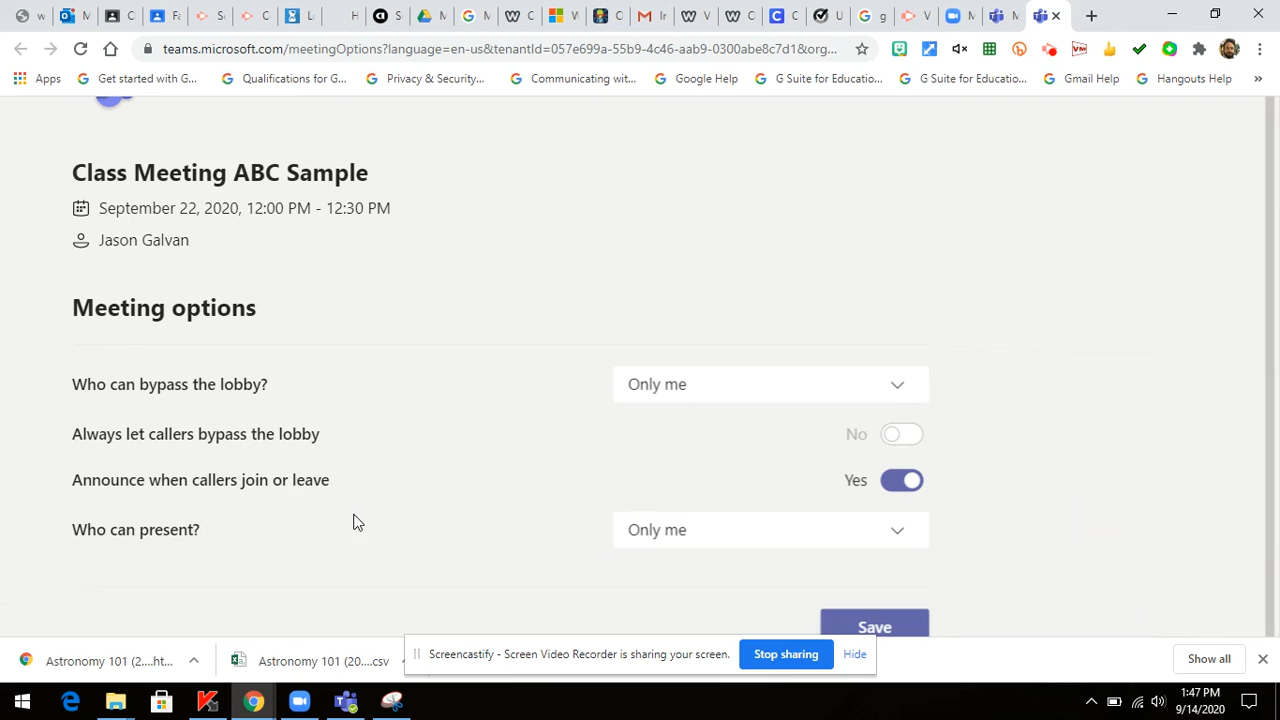 w M C Fa S C Lo H S M W C W C M In W C C U g V M M
teams.microsoft.com/meetingOptions?language=en-us&tenantId=057e699a-55b9-4c46-aab9-0300abe8c7d1&org...
Apps Get started with G... Qualifications for G... Privacy & Security... Communicating wit... Google Help G Suite for Educatio... G Suite for Educatio... Gmail Help Hangouts Help »
Class Meeting ABC Sample
September 22, 2020, 12:00 PM - 12:30 PM
Jason Galvan
Meeting options
Who can bypass the lobby? Only me
Always let callers bypass the lobby No
Announce when callers join or leave Yes
Who can present? Only me
Save
Astronomy 101 (2....ht... Astronomy 101 (20....csv Screencastify - Screen Video Recorder is sharing your screen. Stop sharing Hide Show all
1:47 PM
9/14/2020